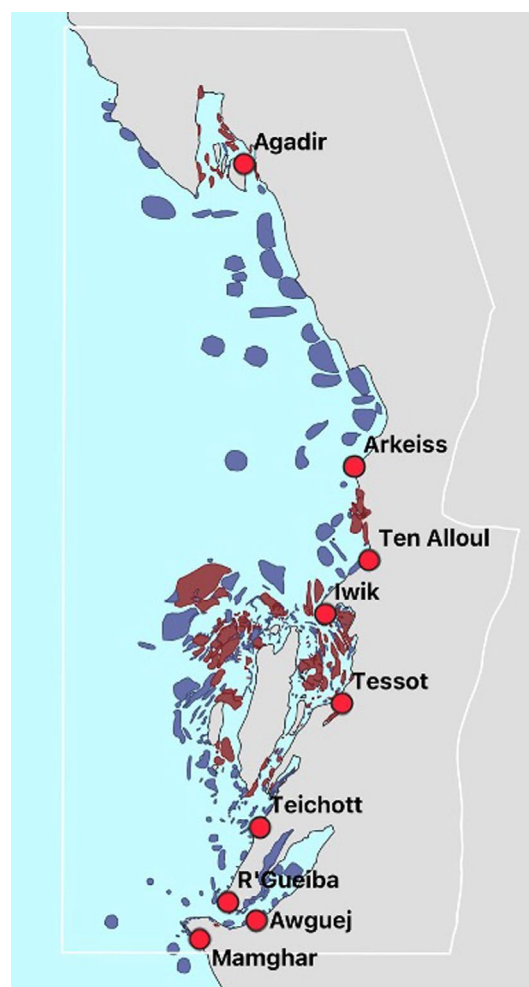 Agadir
Arkeiss
Ten Alloul
Iwik
Tessot
Teichott
R'Gueiba
Awguej
Mamghar